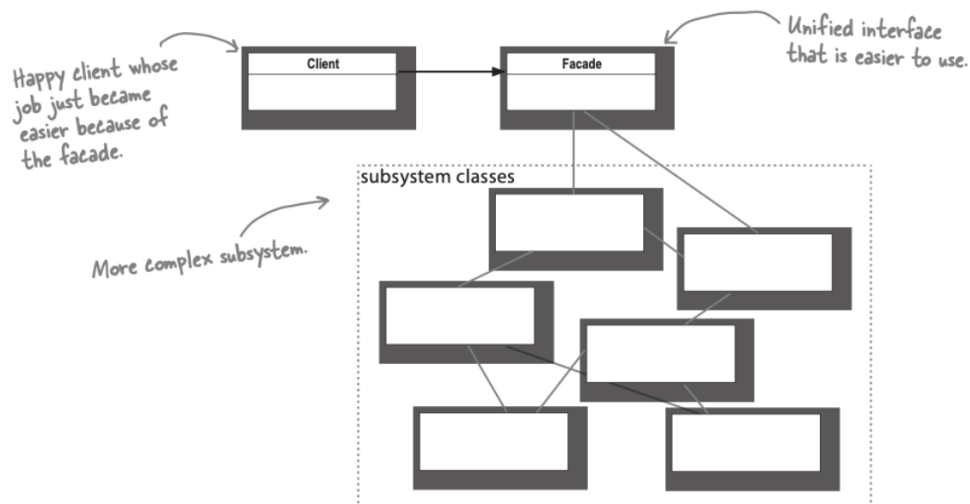 Happy client whose
job just became
easier because of
the facade.
Client
Facade
Unified interface
that is easier to use.
subsystem classes
More complex subsystem.